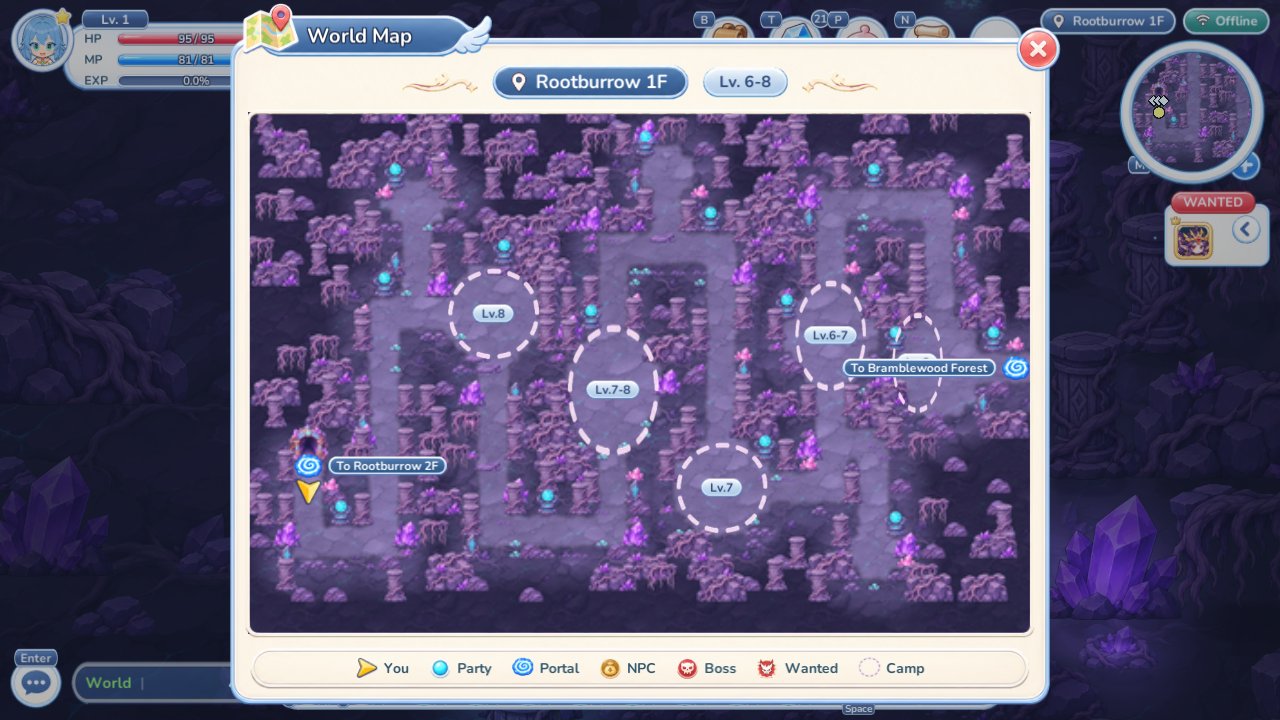 Lv. 1
HP 95/95
MP 81/81
EXP 0.0%
World Map
B
T
21
P
N
Rootburrow 1F
Offline
Rootburrow 1F
Lv. 6-8
M
WANTED
Lv.8
Lv.6-7
To Bramblewood Forest
Lv.7-8
To Rootburrow 2F
Lv.7
You
Party
Portal
NPC
Boss
Wanted
Camp
Enter
World
Space